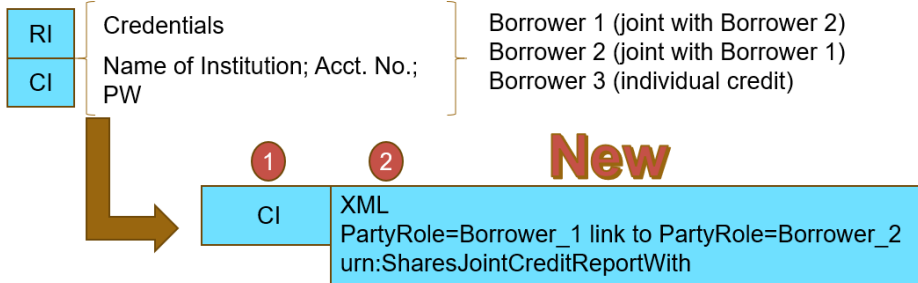 RI
CI
Credentials
Name of Institution; Acct. No.;
PW
Borrower 1 (joint with Borrower 2)
Borrower 2 (joint with Borrower 1)
Borrower 3 (individual credit)
1
2
New
CI
XML
PartyRole=Borrower_1 link to PartyRole=Borrower_2
urn:SharesJointCreditReportWith